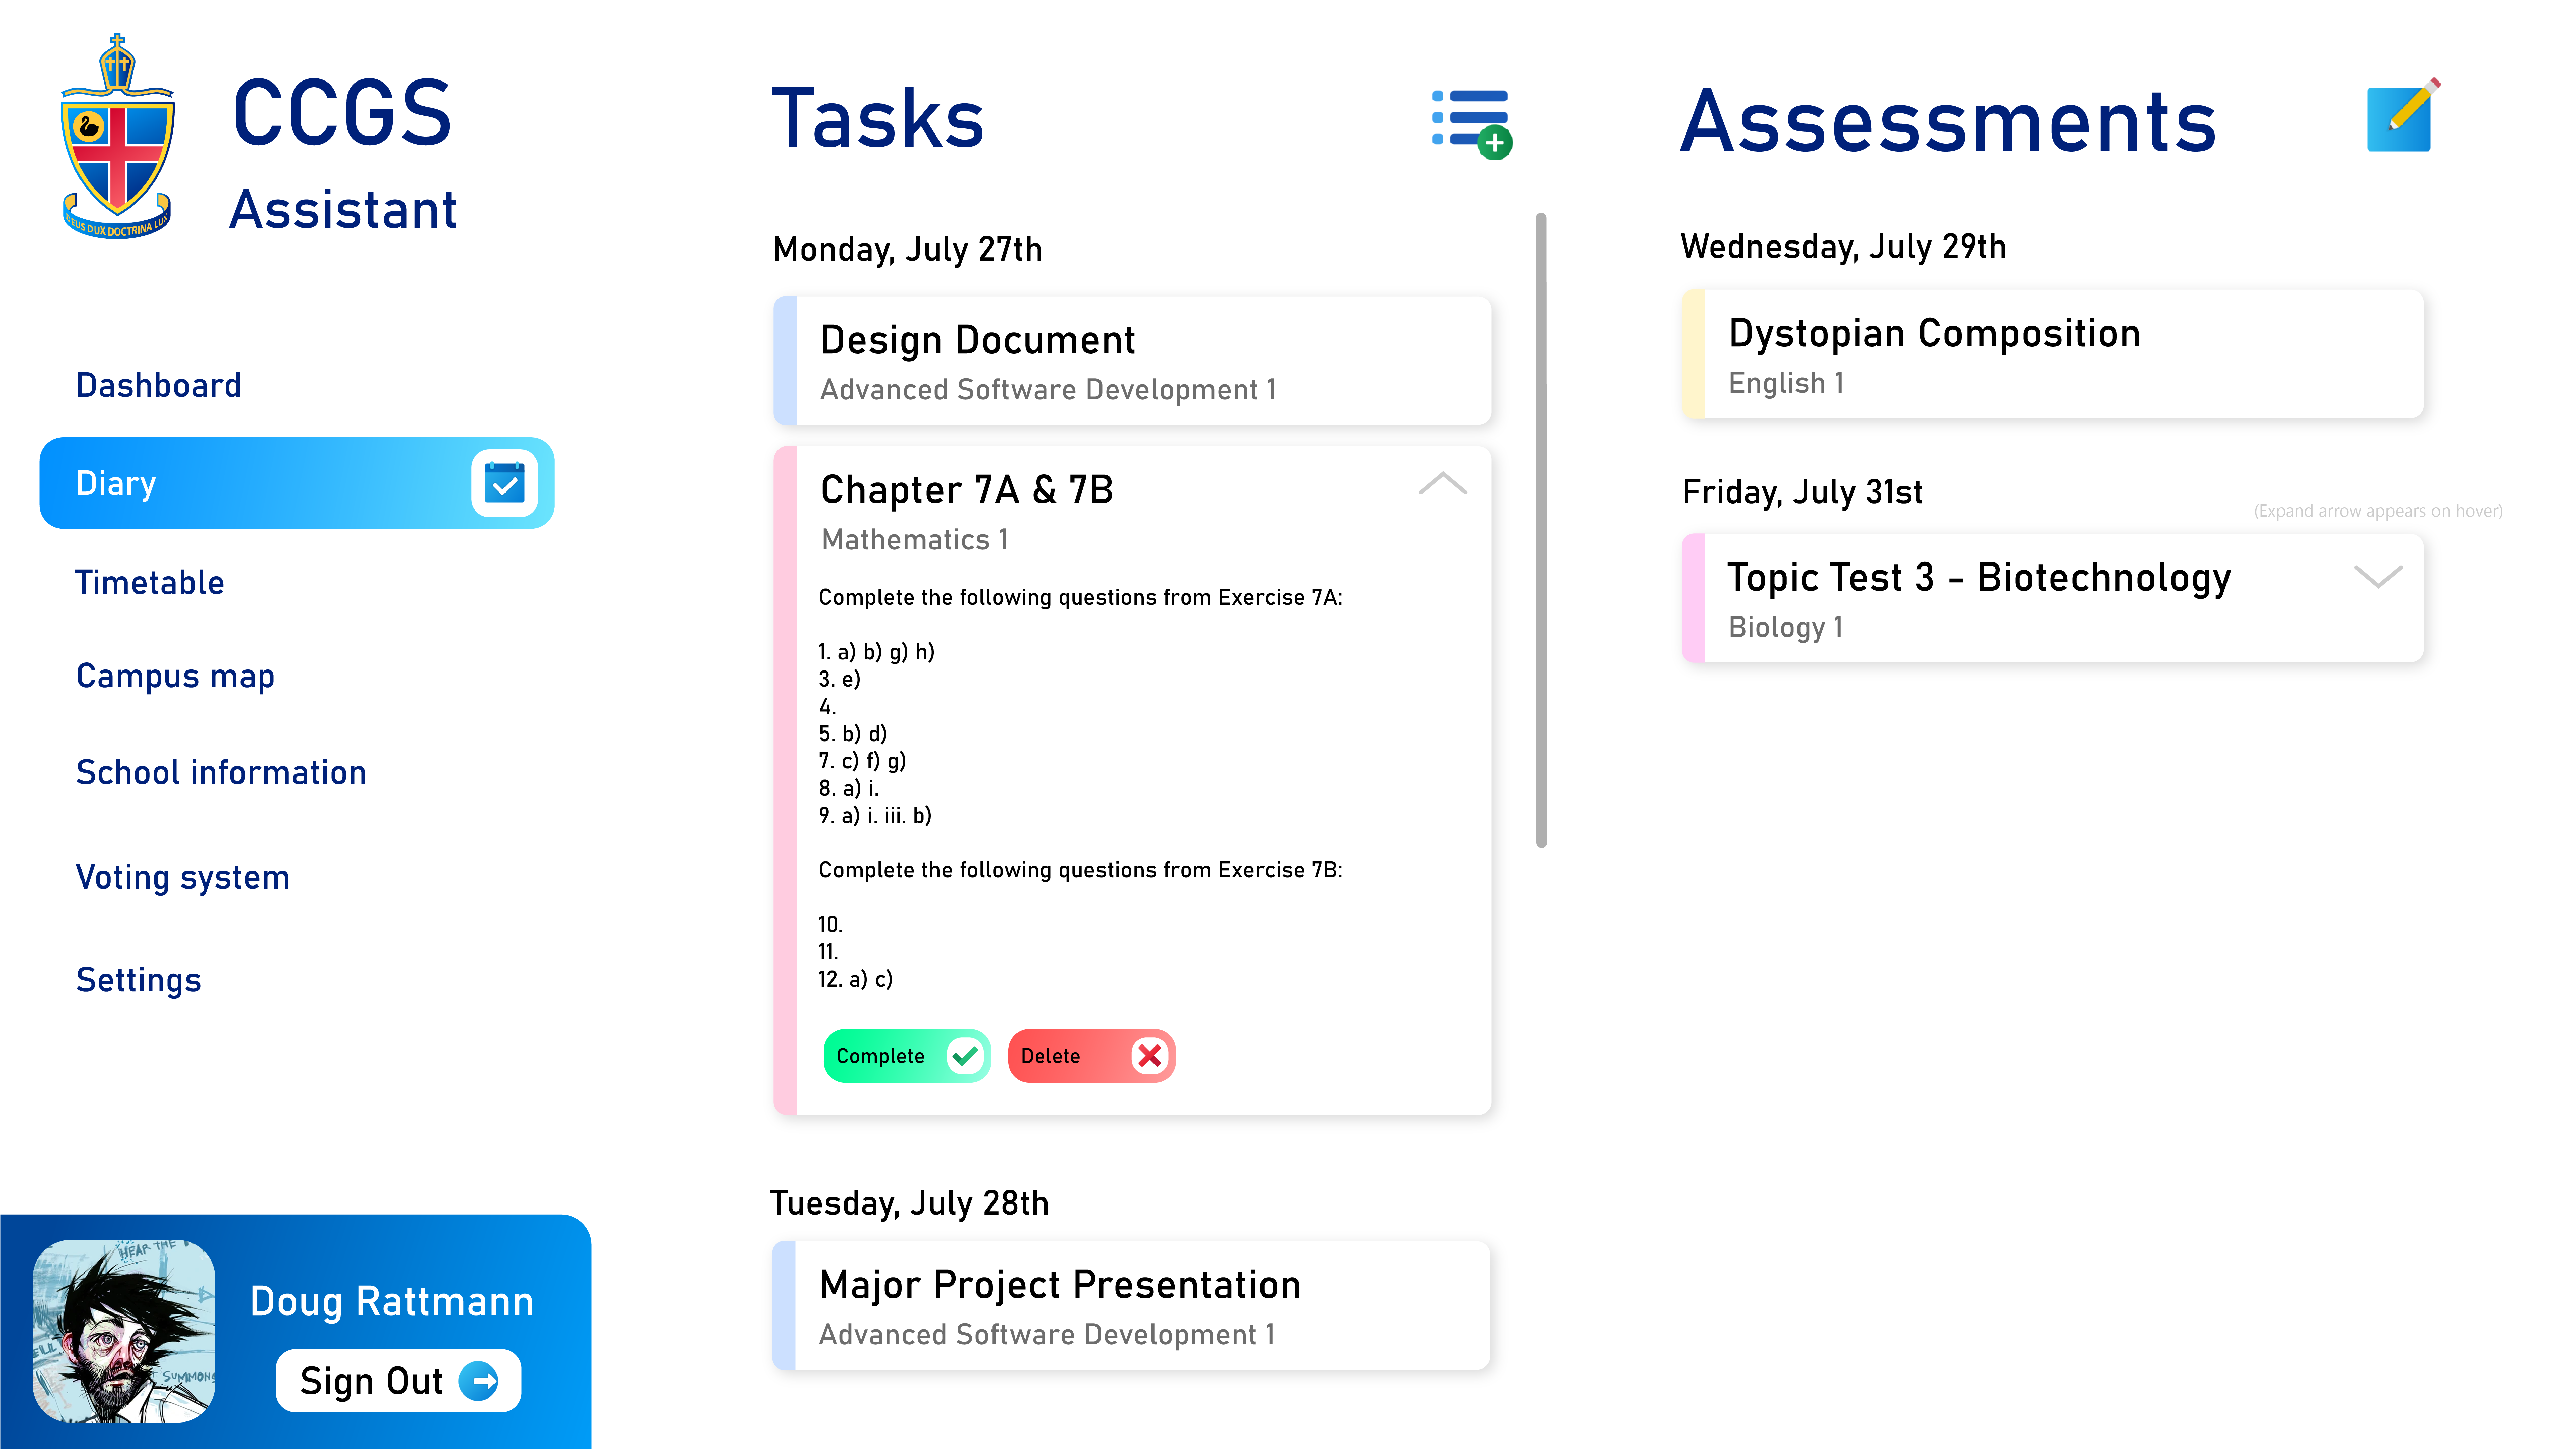 CCGS
Assistant
DEUS DUX DOCTRINA LUX
Dashboard
Diary
Timetable
Campus map
School information
Voting system
Settings
HEAR THE
SUMMONS
Doug Rattmann
Sign Out
Tasks
Monday, July 27th
Design Document
Advanced Software Development 1
Chapter 7A & 7B
Mathematics 1
Complete the following questions from Exercise 7A:
1. a) b) g) h)
3. e)
4.
5. b) d)
7. c) f) g)
8. a) i.
9. a) i. iii. b)
Complete the following questions from Exercise 7B:
10.
11.
12. a) c)
Complete
Delete
Tuesday, July 28th
Major Project Presentation
Advanced Software Development 1
Assessments
Wednesday, July 29th
Dystopian Composition
English 1
Friday, July 31st
(Expand arrow appears on hover)
Topic Test 3 - Biotechnology
Biology 1